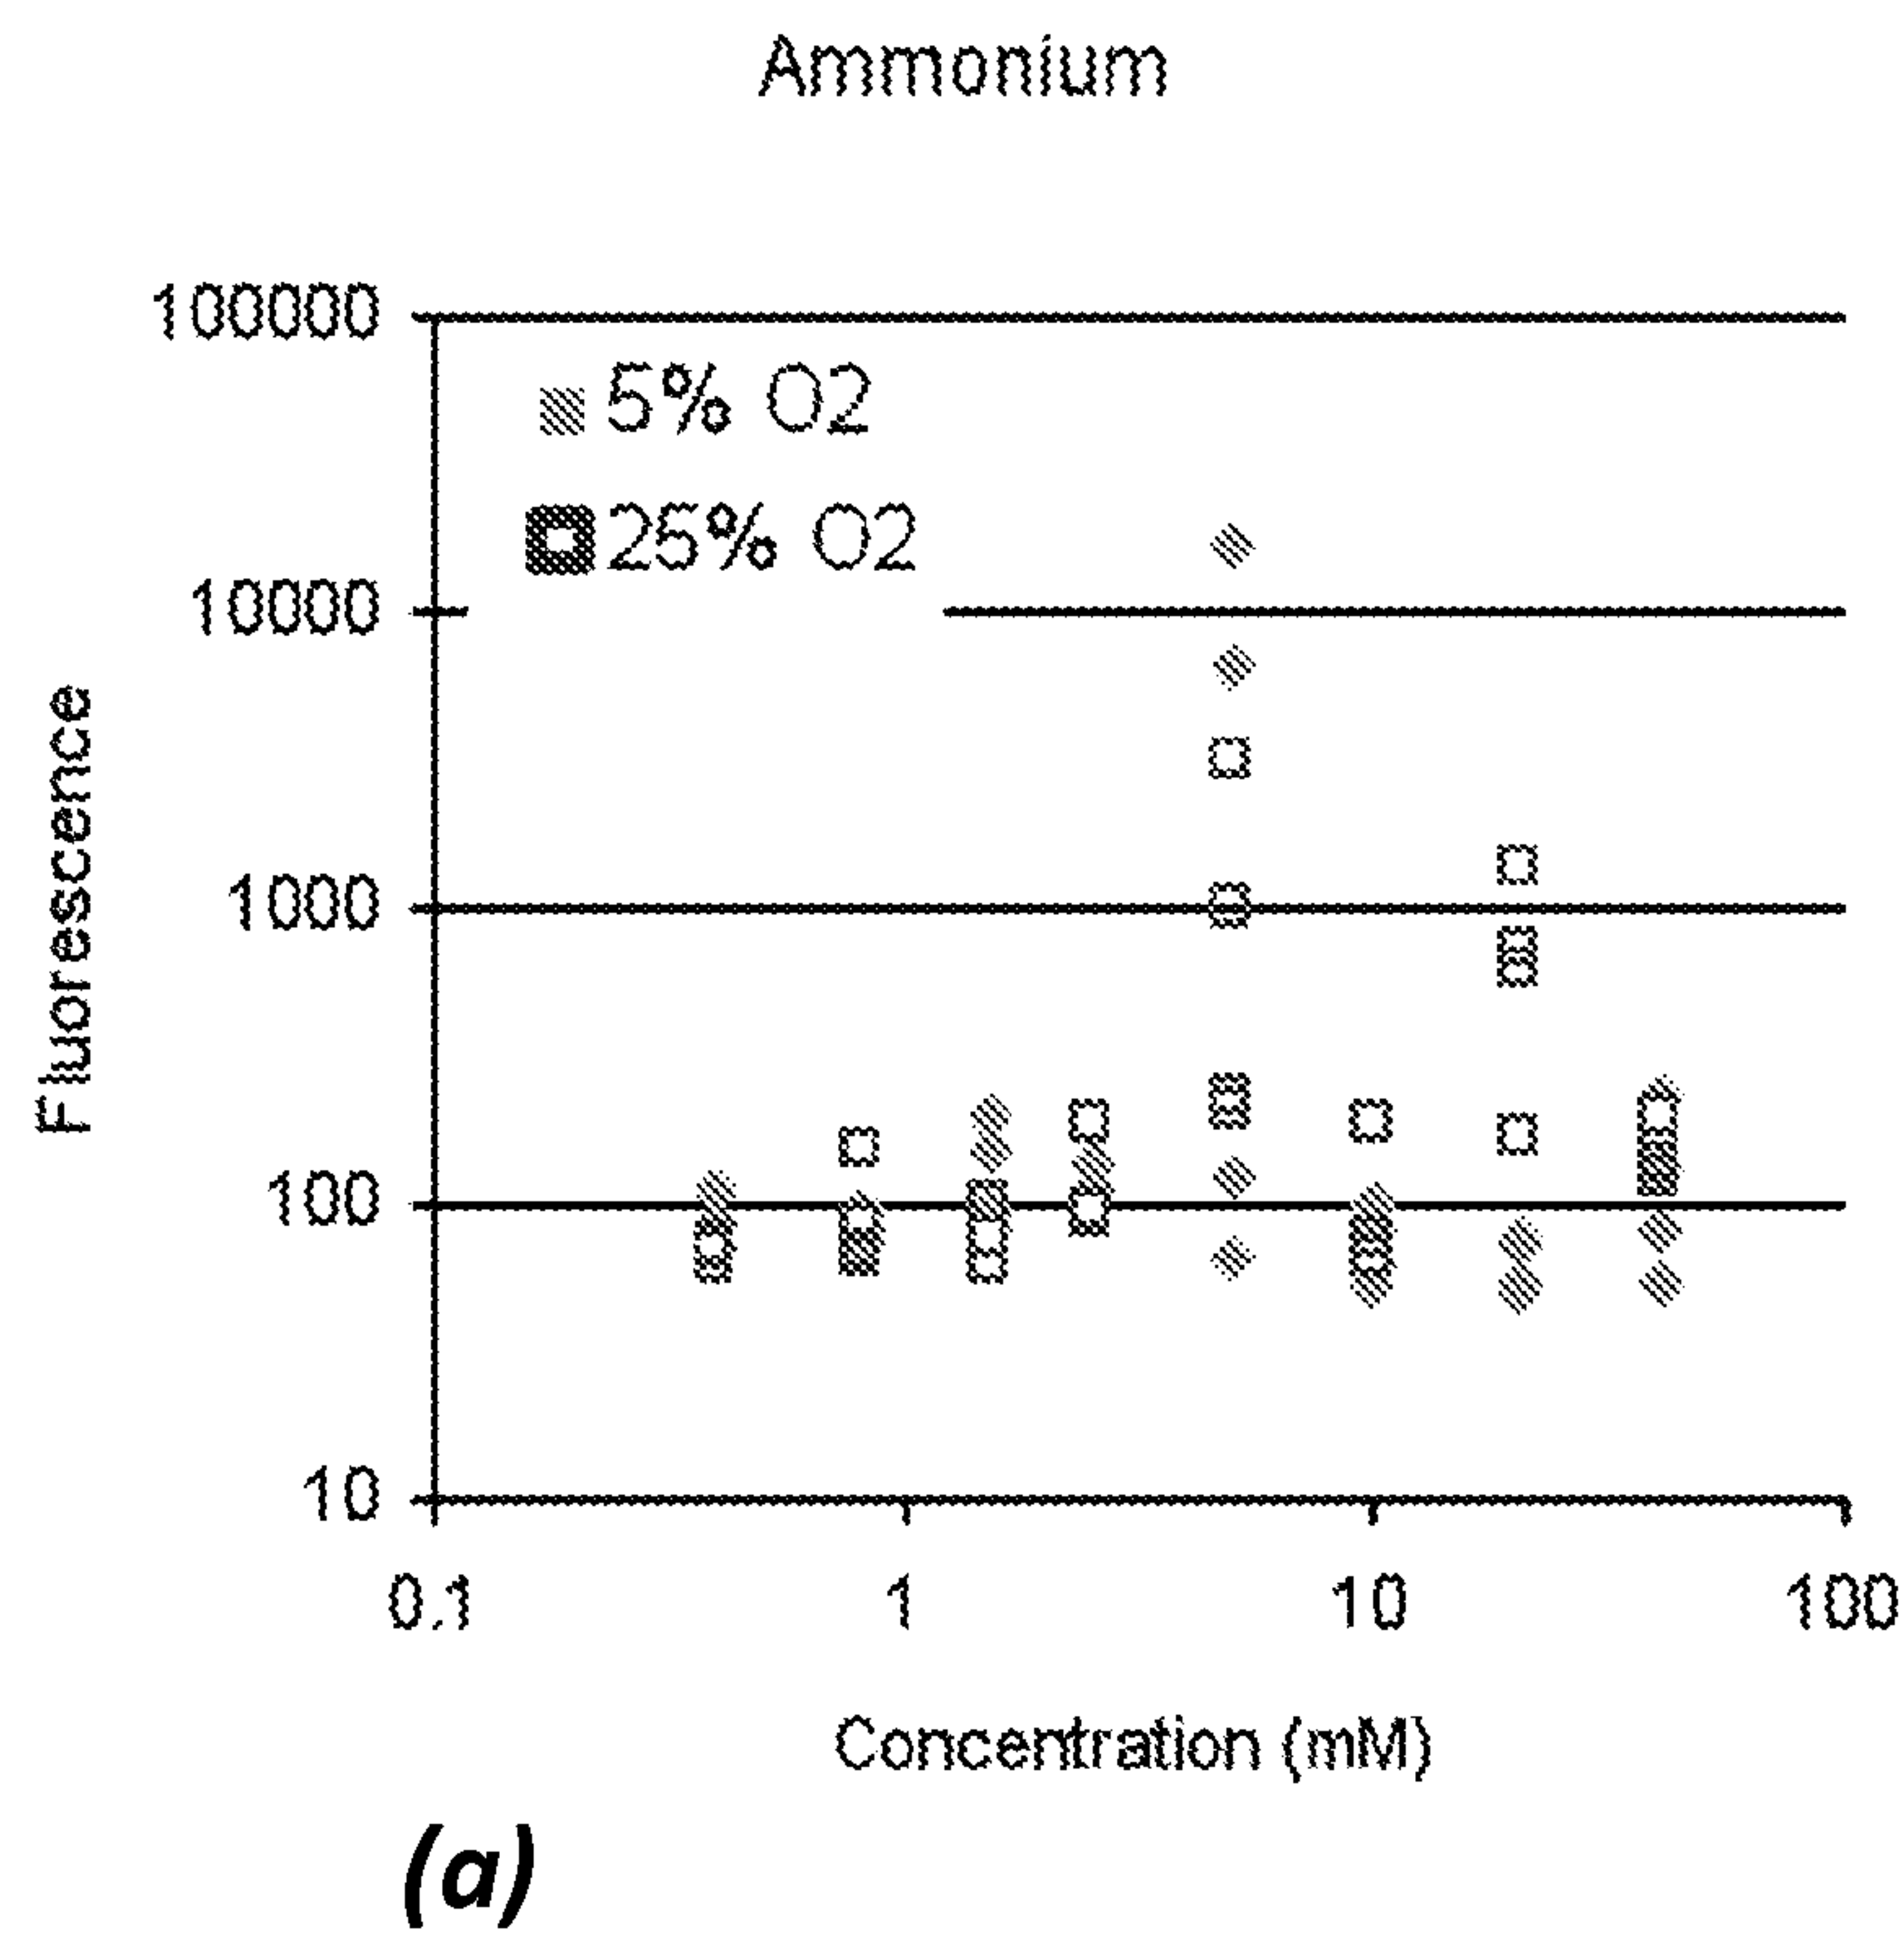 Ammonium
100000
5% O2
25% O2
10000
Fluorescence
1000
100
10
0.1 1 10 100
Concentration (mM)
(a)